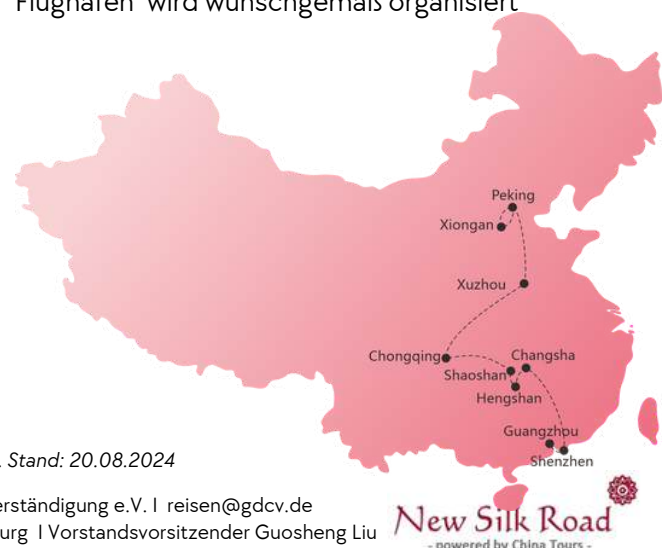 Flughafen wird wunschgemäß organisiert
Peking
Xiongan
Xuzhou
Chongqing
Changsha
Shaoshan
Hengshan
Guangzhou
Shenzhen
. Stand: 20.08.2024
erständigung e.V. I reisen@gdcv.de
urg I Vorstandsvorsitzender Guosheng Liu
New Silk Road
- powered by China Tours -